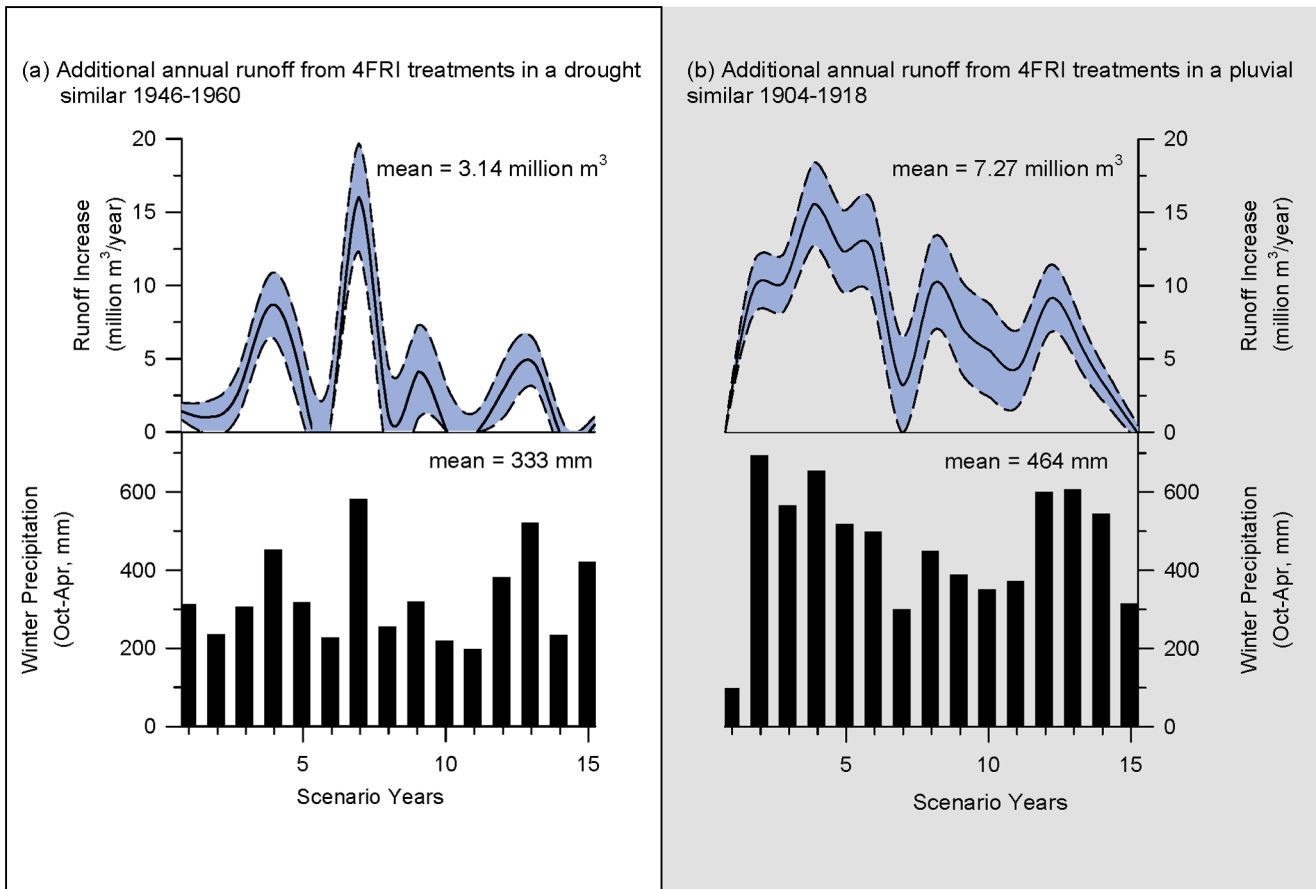 (a) Additional annual runoff from 4FRI treatments in a drought
similar 1946-1960
20
15
10
5
0
Runoff Increase
(million m³/year)
mean = 3.14 million m³
mean = 333 mm
600
400
200
0
Winter Precipitation
(Oct-Apr, mm)
5
10
15
Scenario Years
(b) Additional annual runoff from 4FRI treatments in a pluvial
similar 1904-1918
mean = 7.27 million m³
20
15
10
5
0
Runoff Increase
(million m³/year)
mean = 464 mm
600
400
200
0
Winter Precipitation
(Oct-Apr, mm)
5
10
15
Scenario Years